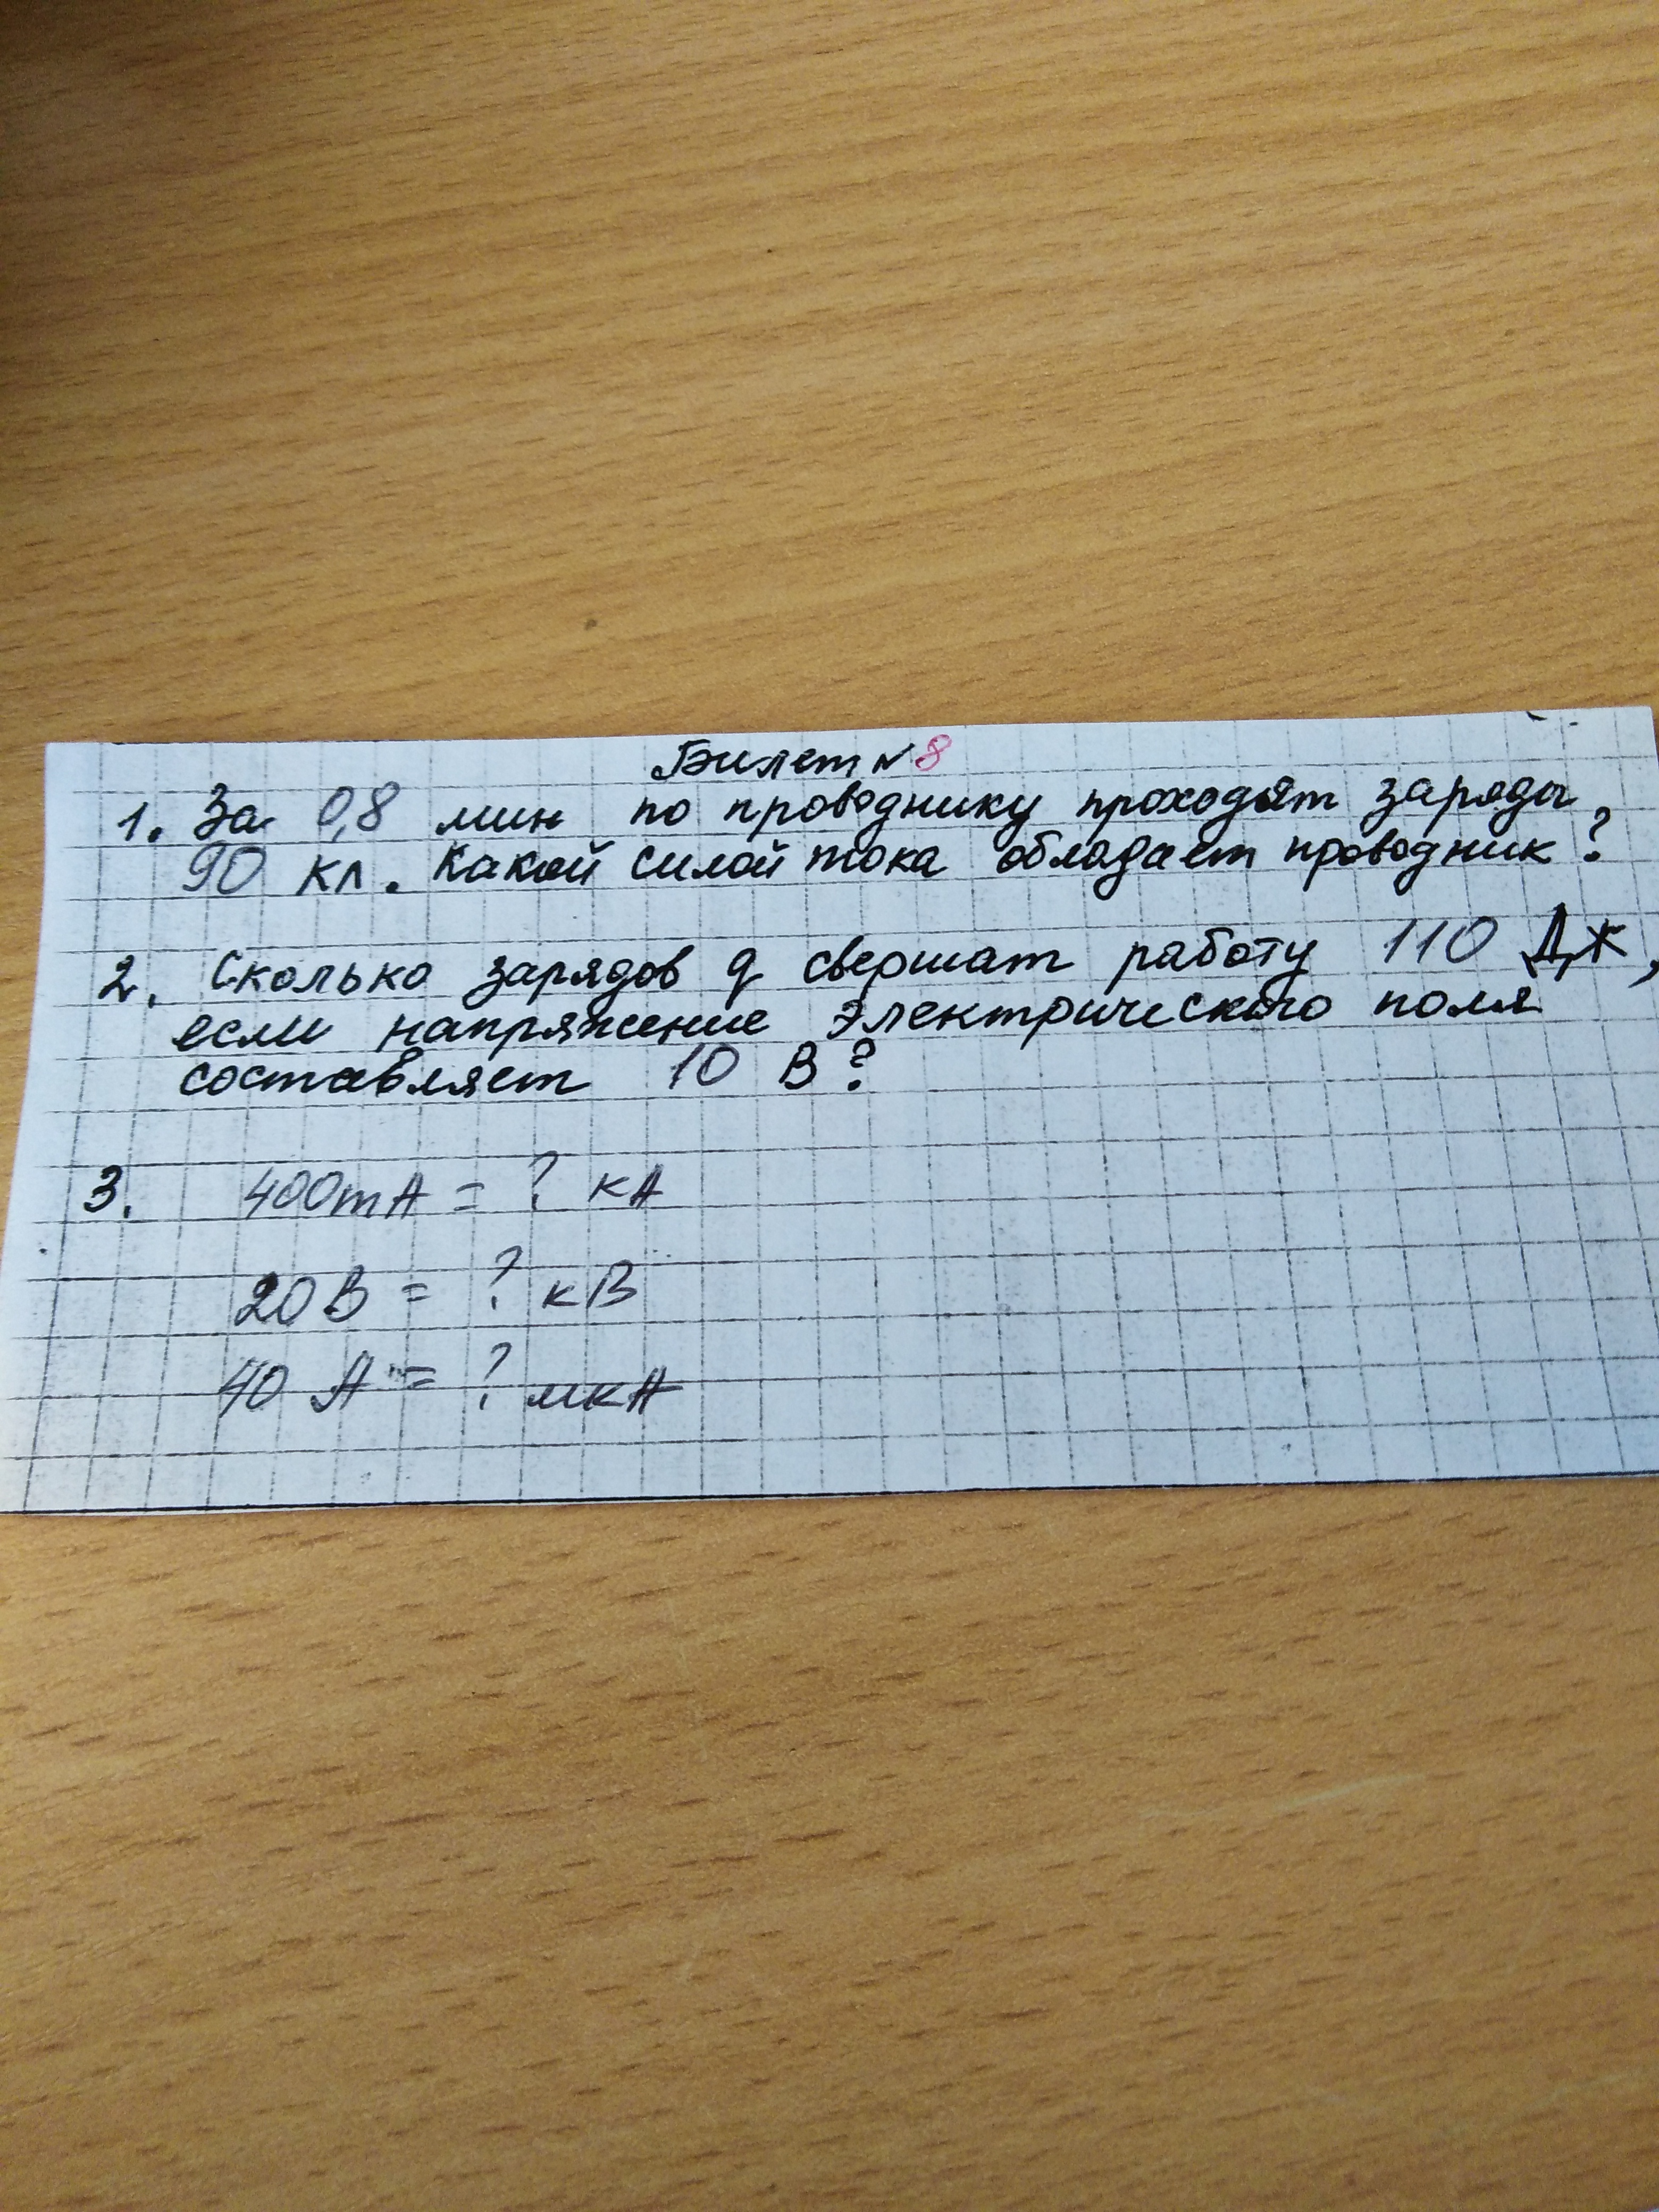 Билет №8
1. За 0,8 мин по проводнику проходят заряды
90 Кл. Какой силой тока обладает проводник?
2. Сколько зарядов q свершат работу 110 Дж,
если напряжение электрического поля
составляет 10 В?
3. 400mA = ? кА
20В = ? кВ
40 А = ? мкА